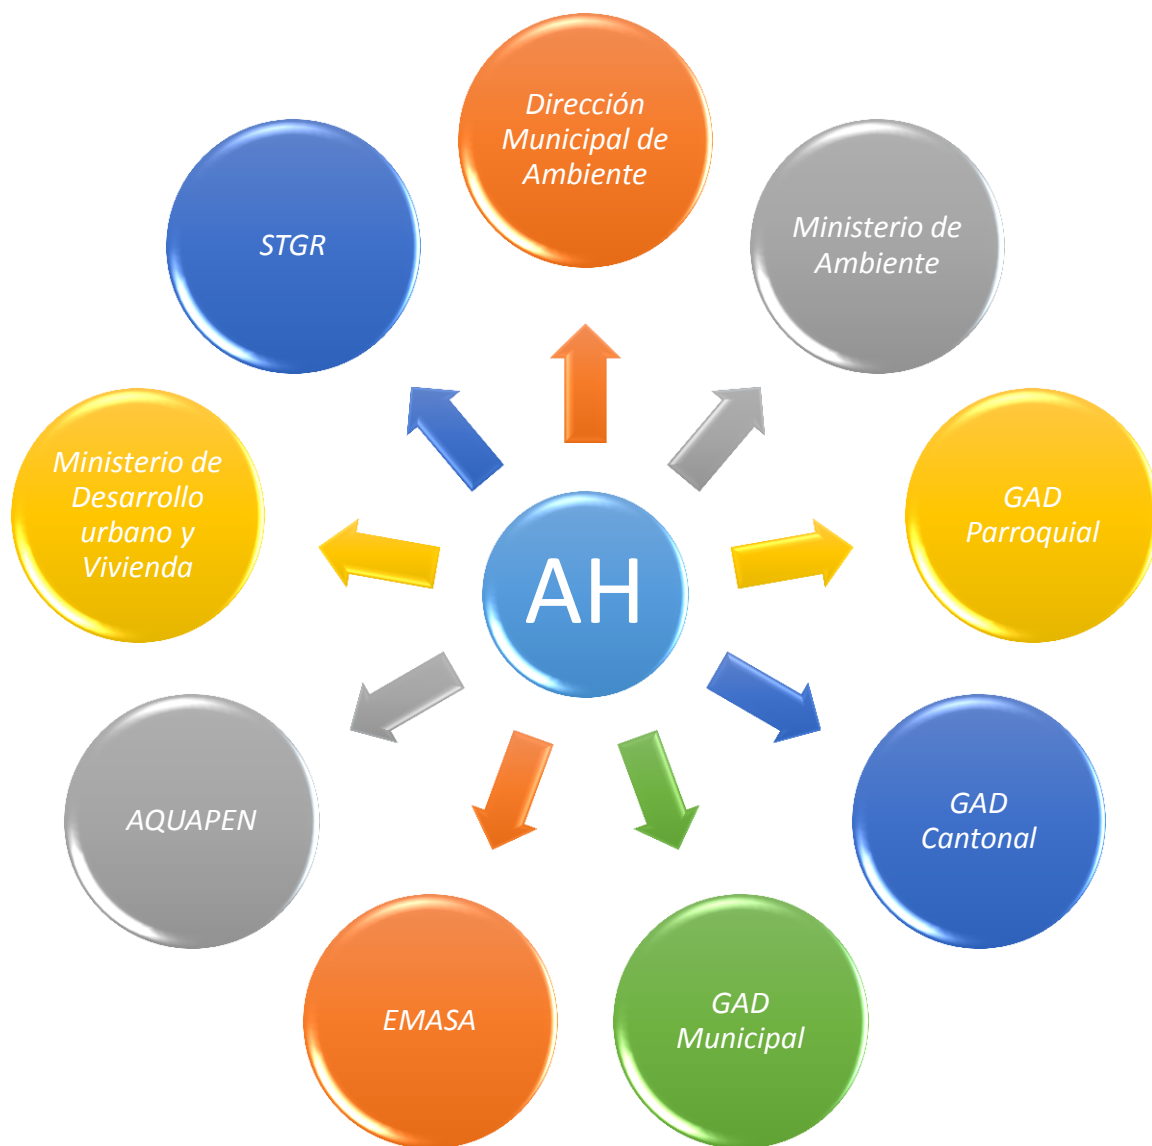 Dirección
Municipal de
Ambiente
Ministerio de
Ambiente
GAD
Parroquial
GAD
Cantonal
GAD
Municipal
EMASA
AQUAPEN
Ministerio de
Desarrollo
urbano y
Vivienda
STGR
AH